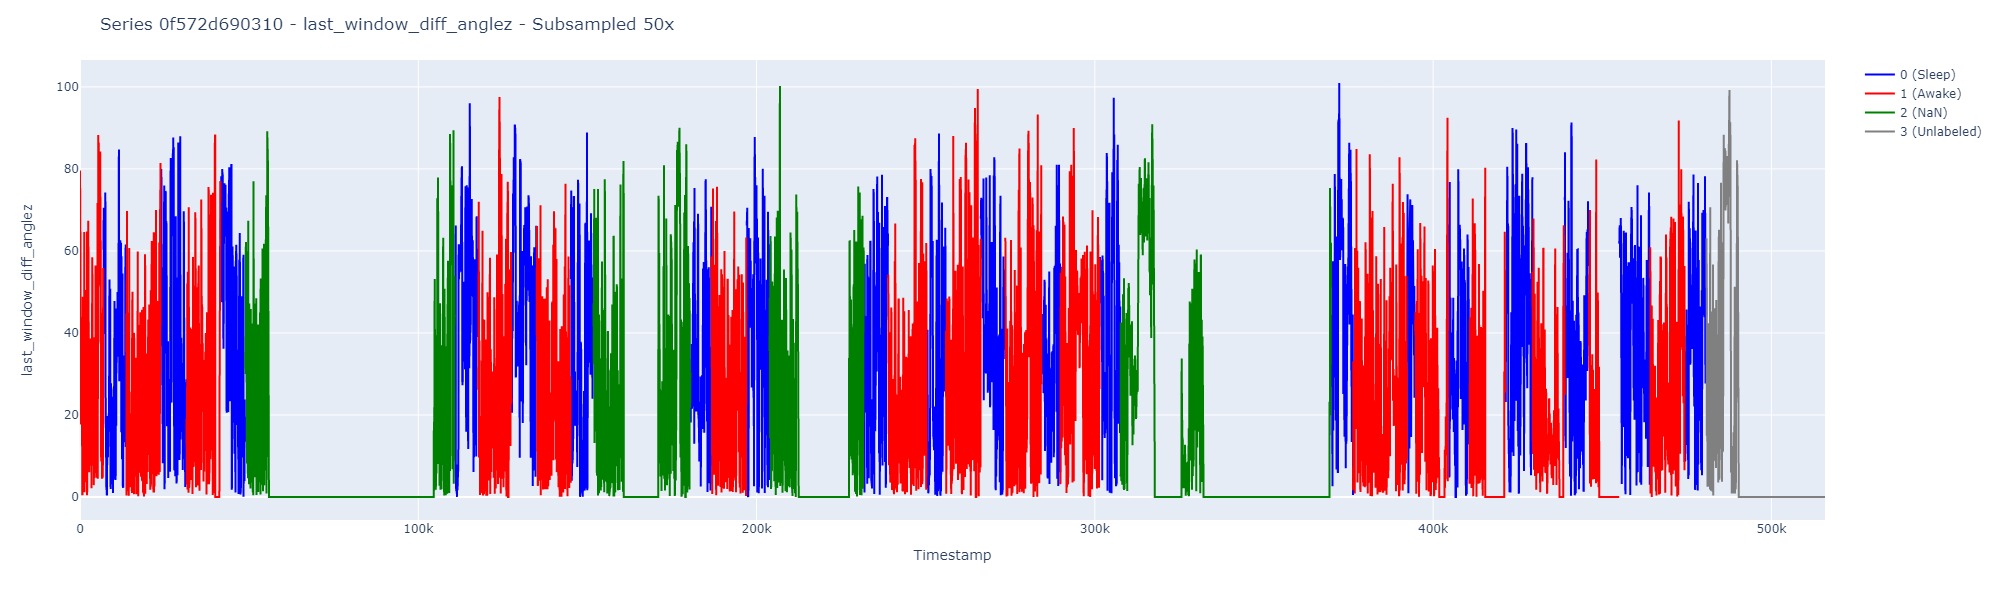 Series 0f572d690310 - last_window_diff_anglez - Subsampled 50x
0 (Sleep)
1 (Awake)
2 (NaN)
3 (Unlabeled)
last_window_diff_anglez
100
80
60
40
20
0
0
100k
200k
300k
400k
500k
Timestamp